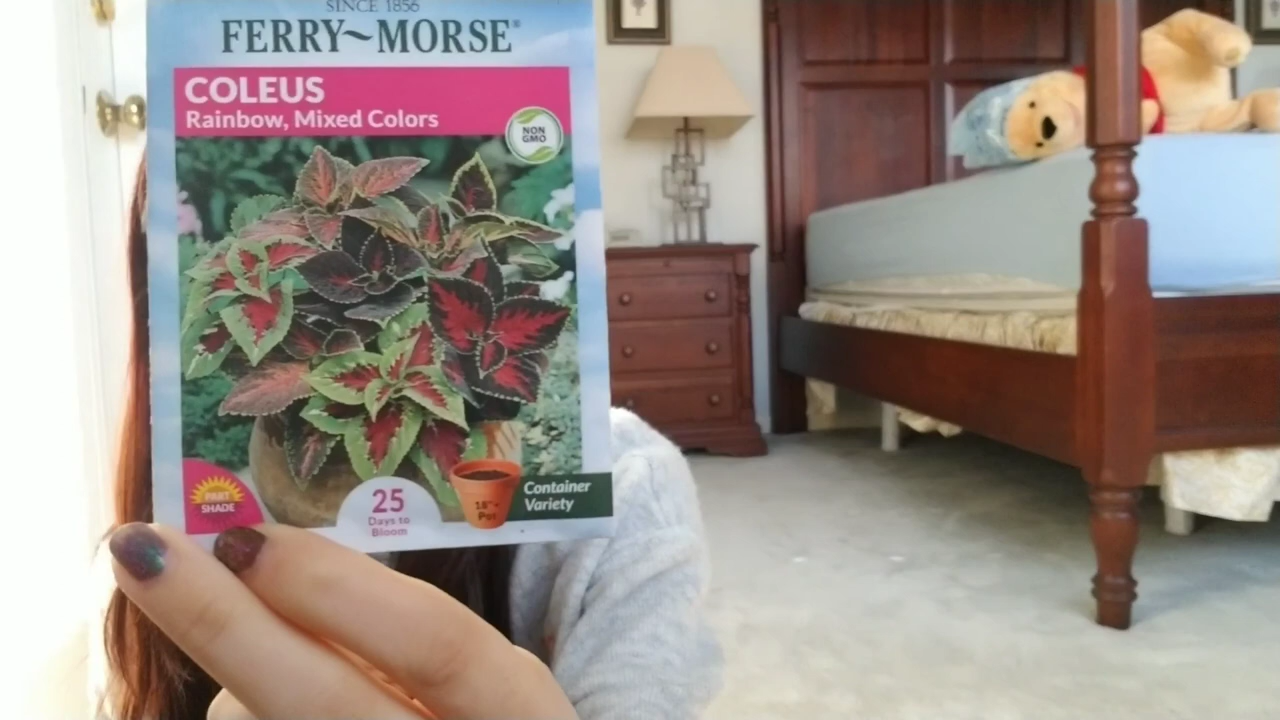 SINCE 1856
FERRY~MORSE®
COLEUS
Rainbow, Mixed Colors
NON
GMO
PART
SHADE
25
Days to
Bloom
18"+
Pot
Container
Variety